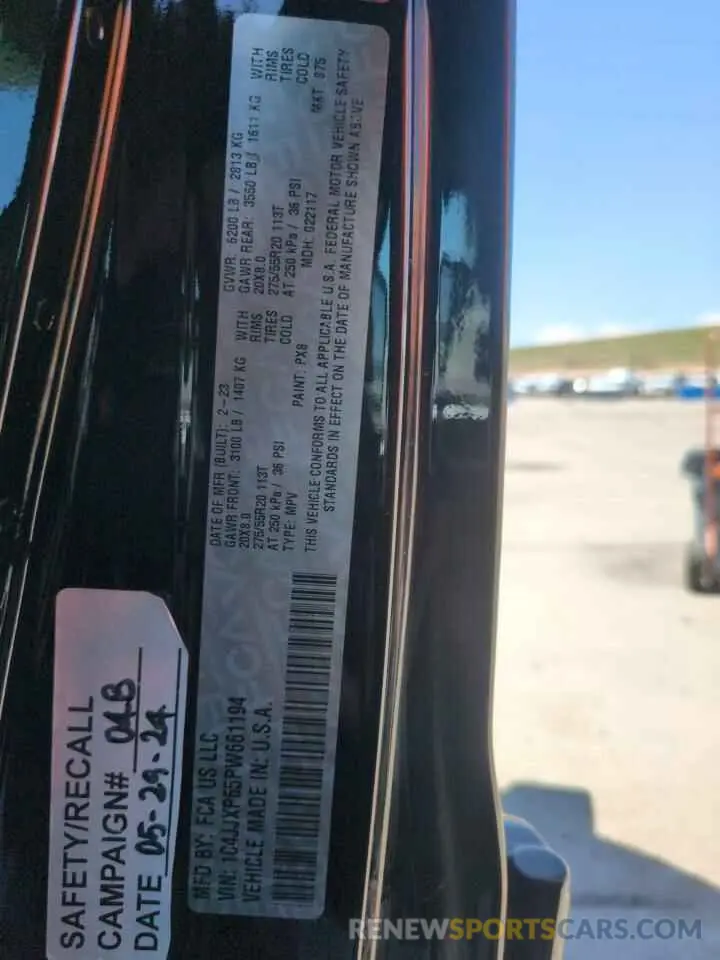 MFD BY: FCA US LLC
VIN: 1C4JJXP65PW661194
VEHICLE MADE IN: U.S.A.
DATE OF MFR (BUILT): 2-23
GAWR FRONT: 3100 LB / 1407 KG WITH
20X8.0 RIMS
275/55R20 113T TIRES
AT 250 kPa / 36 PSI COLD
TYPE: MPV PAINT: PX8
GVWR: 6200 LB / 2813 KG
GAWR REAR: 3550 LB / 1611 KG WITH
20X8.0 RIMS
275/55R20 113T TIRES
AT 250 kPa / 36 PSI COLD
MDH: 022117 MKT 875
THIS VEHICLE CONFORMS TO ALL APPLICABLE U.S.A. FEDERAL MOTOR VEHICLE SAFETY
STANDARDS IN EFFECT ON THE DATE OF MANUFACTURE SHOWN ABOVE
SAFETY/RECALL
CAMPAIGN# 04B
DATE 05-29-24
RENEWSPORTSCARS.COM